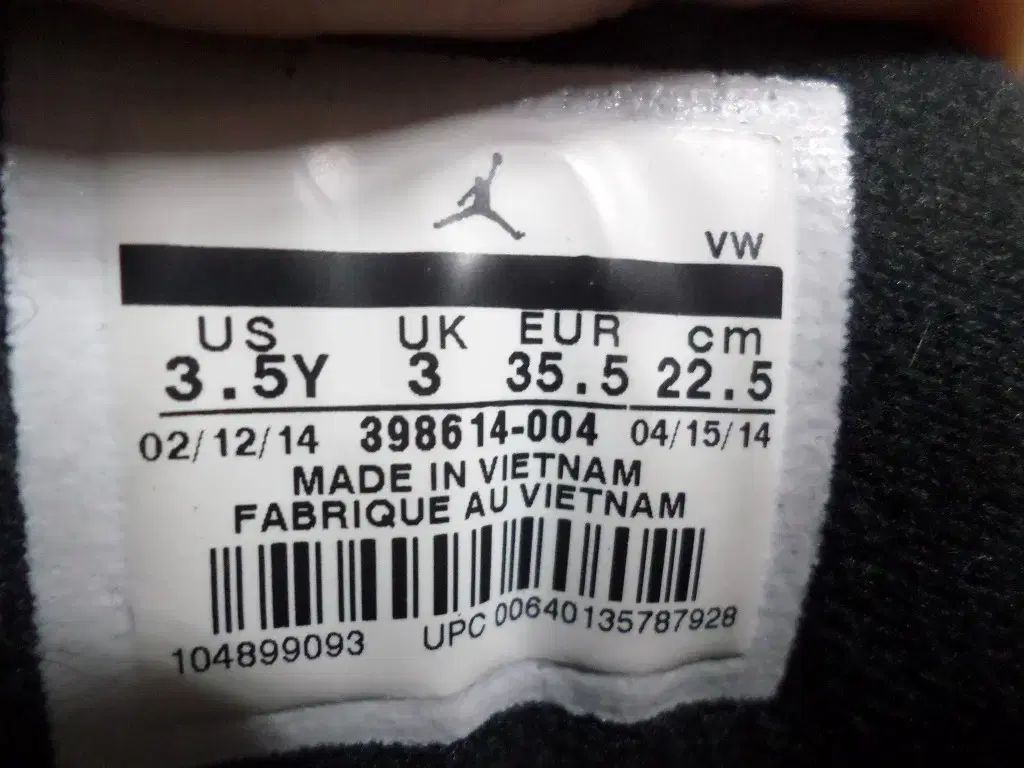 VW
US UK EUR cm
3.5Y 3 35.5 22.5
02/12/14 398614-004 04/15/14
MADE IN VIETNAM
FABRIQUE AU VIETNAM
104899093 UPC 00640135787928